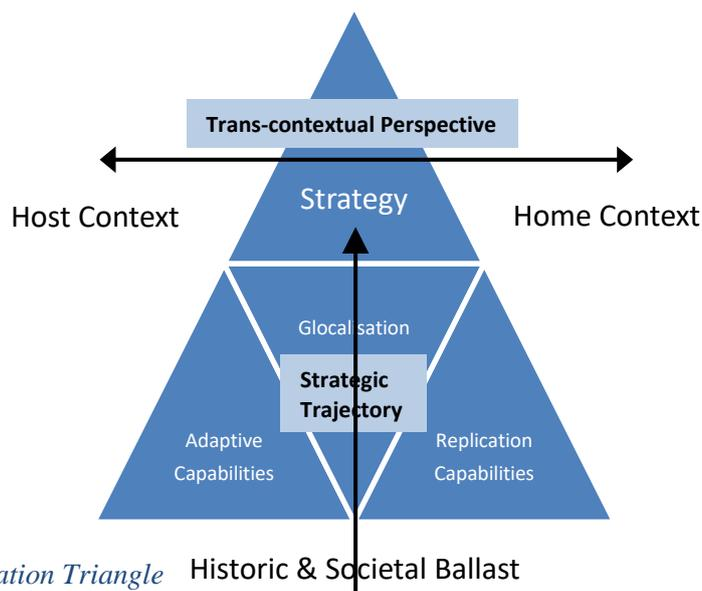 Trans-contextual Perspective
Strategy
Host Context
Home Context
Glocalisation
Strategic
Trajectory
Adaptive
Capabilities
Replication
Capabilities
ation Triangle
Historic & Societal Ballast